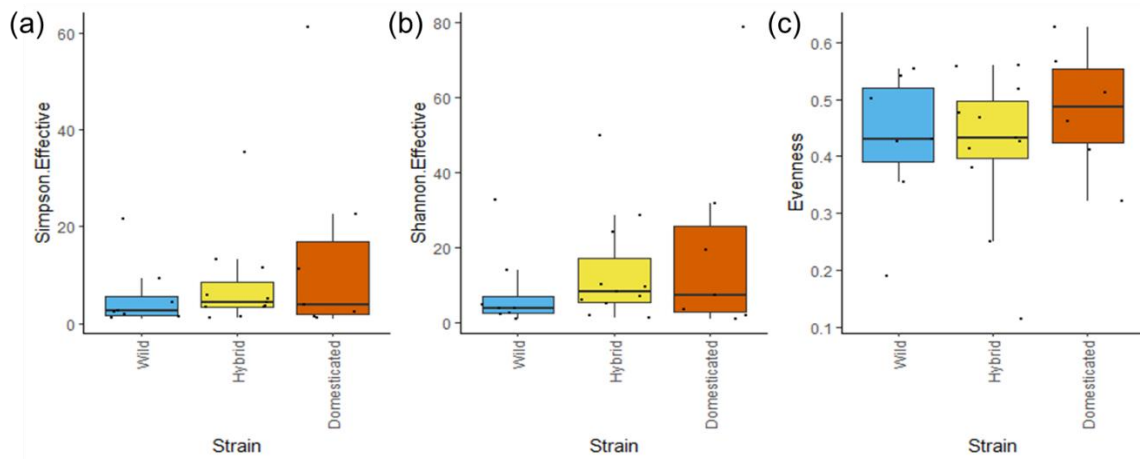 (a)
Simpson.Effective
60
40
20
0
Wild
Hybrid
Domesticated
Strain
(b)
Shannon.Effective
80
60
40
20
0
Wild
Hybrid
Domesticated
Strain
(c)
Evenness
0.6
0.5
0.4
0.3
0.2
0.1
Wild
Hybrid
Domesticated
Strain